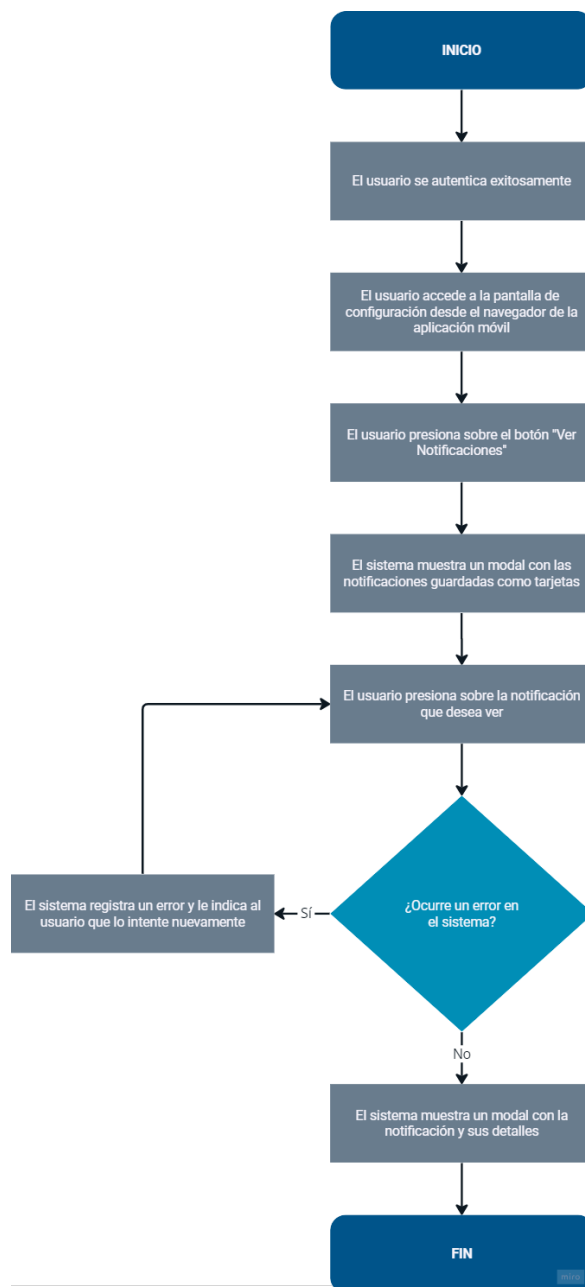 INICIO
El usuario se autentica exitosamente
El usuario accede a la pantalla de
configuración desde el navegador de la
aplicación móvil
El usuario presiona sobre el botón "Ver
Notificaciones"
El sistema muestra un modal con las
notificaciones guardadas como tarjetas
El usuario presiona sobre la notificación
que desea ver
¿Ocurre un error en
el sistema?
Sí
El sistema registra un error y le indica al
usuario que lo intente nuevamente
No
El sistema muestra un modal con la
notificación y sus detalles
FIN
miro